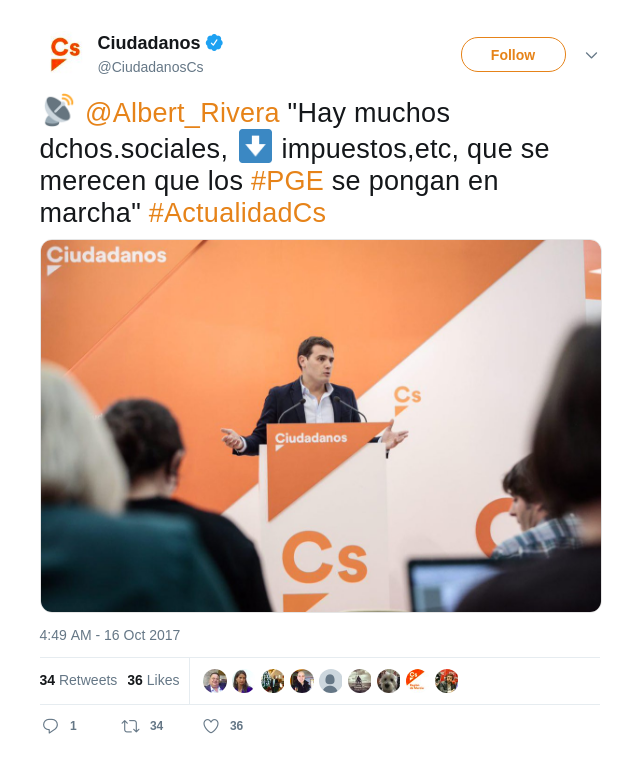 Cs
Ciudadanos
@CiudadanosCs
Follow
@Albert_Rivera "Hay muchos
dchos.sociales, ⬇ impuestos,etc, que se
merecen que los #PGE se pongan en
marcha" #ActualidadCs
Ciudadanos
Cs
Ciudadanos
Cs
4:49 AM - 16 Oct 2017
34 Retweets 36 Likes
1 34 36